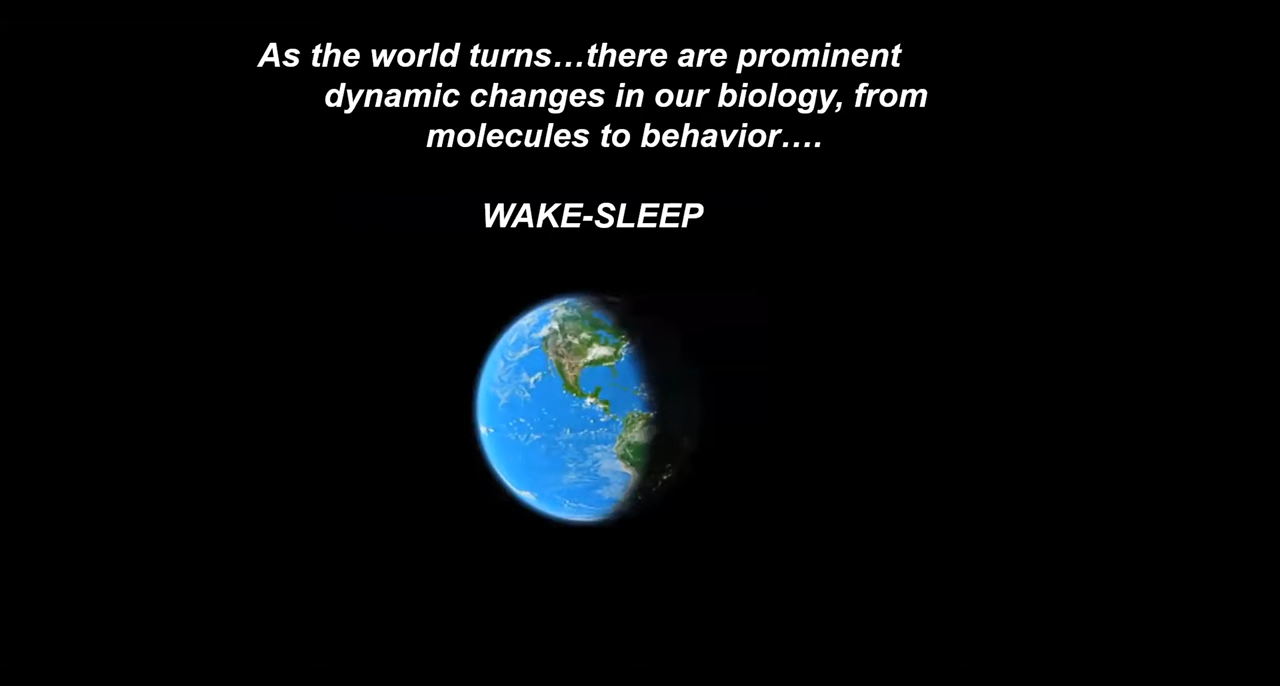 As the world turns…there are prominent
dynamic changes in our biology, from
molecules to behavior….
WAKE-SLEEP